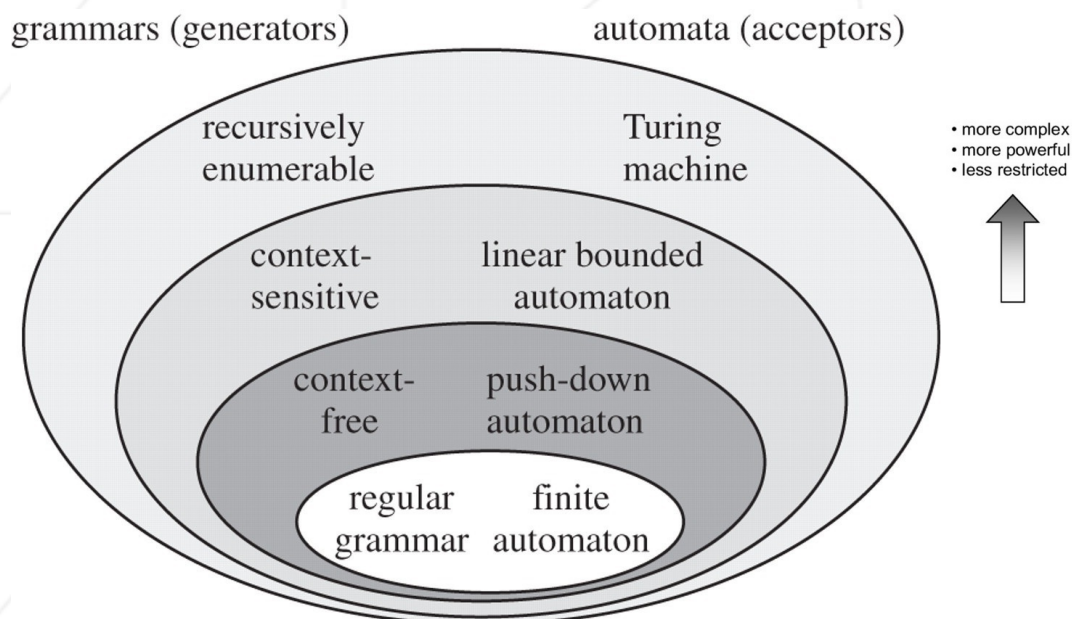 grammars (generators)
automata (acceptors)
recursively
enumerable
Turing
machine
• more complex
• more powerful
• less restricted
context-
sensitive
linear bounded
automaton
context-
free
push-down
automaton
regular
grammar
finite
automaton